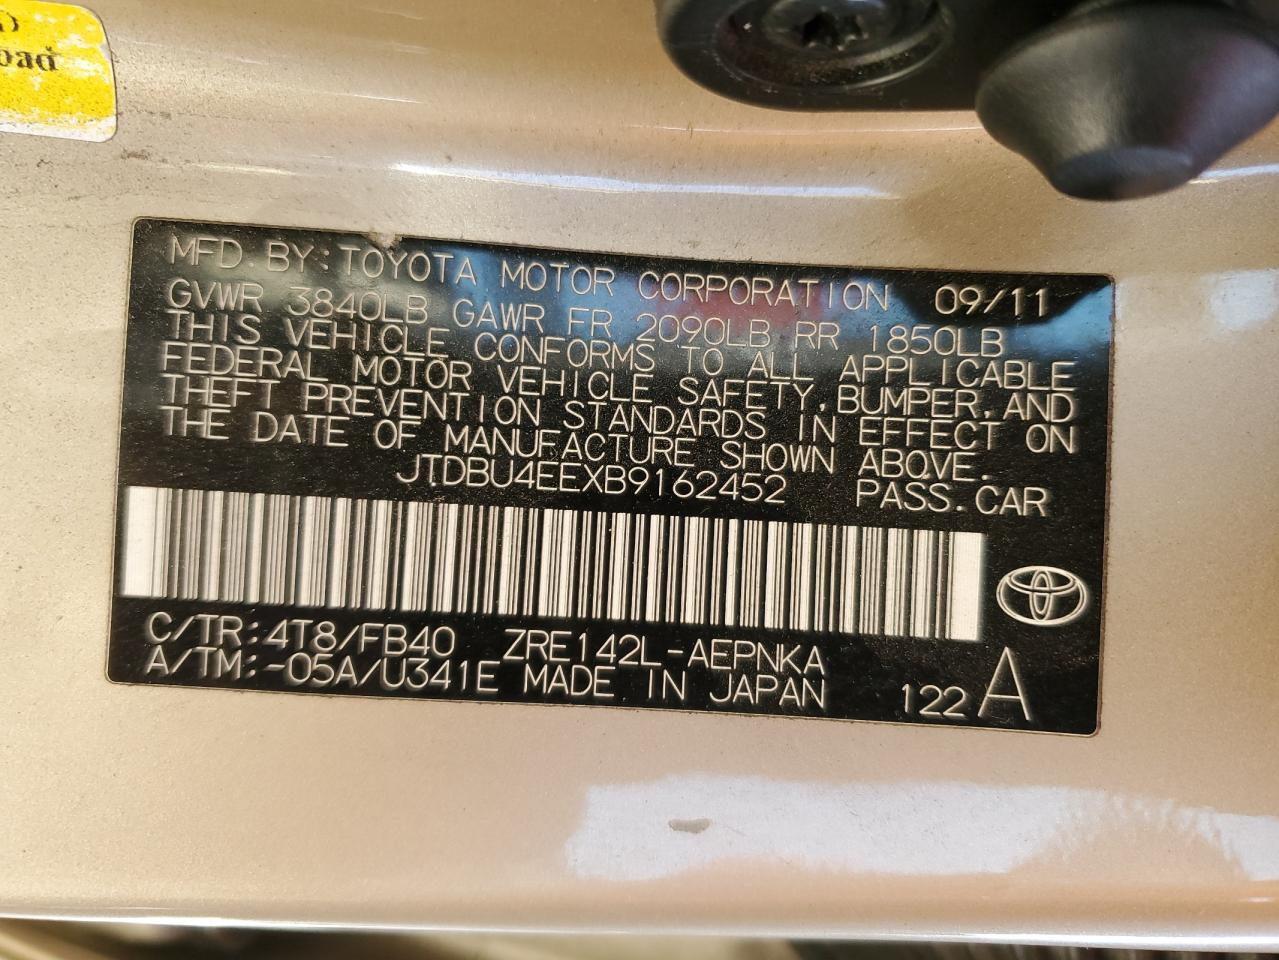 oad
MFD. BY:TOYOTA MOTOR CORPORATION 09/11
GVWR 3840LB GAWR FR 2090LB RR 1850LB
THIS VEHICLE CONFORMS TO ALL APPLICABLE
FEDERAL MOTOR VEHICLE SAFETY,BUMPER,AND
THEFT PREVENTION STANDARDS IN EFFECT ON
THE DATE OF MANUFACTURE SHOWN ABOVE.
JTDBU4EEXB9162452 PASS.CAR
C/TR:4T8/FB40 ZRE142L-AEPNKA
A/TM:-05A/U341E MADE IN JAPAN 122 A